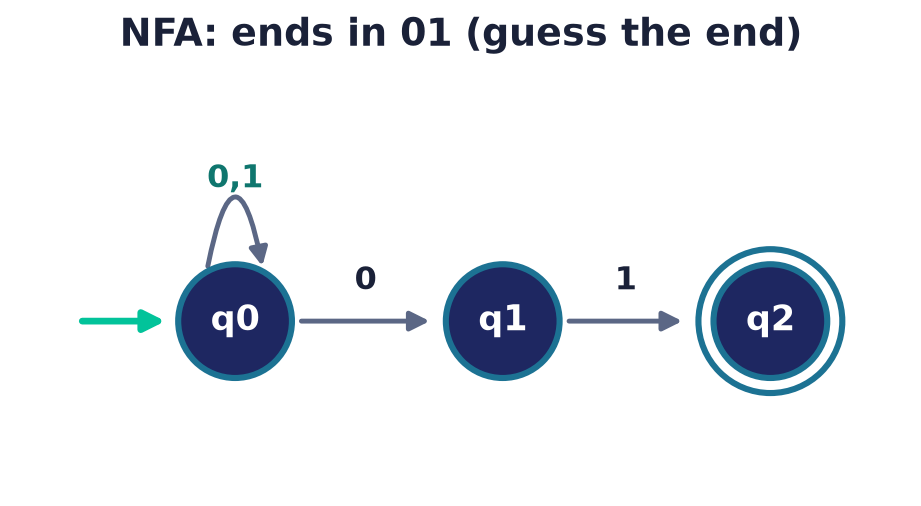 NFA: ends in 01 (guess the end)
0,1
0
1
q0
q1
q2